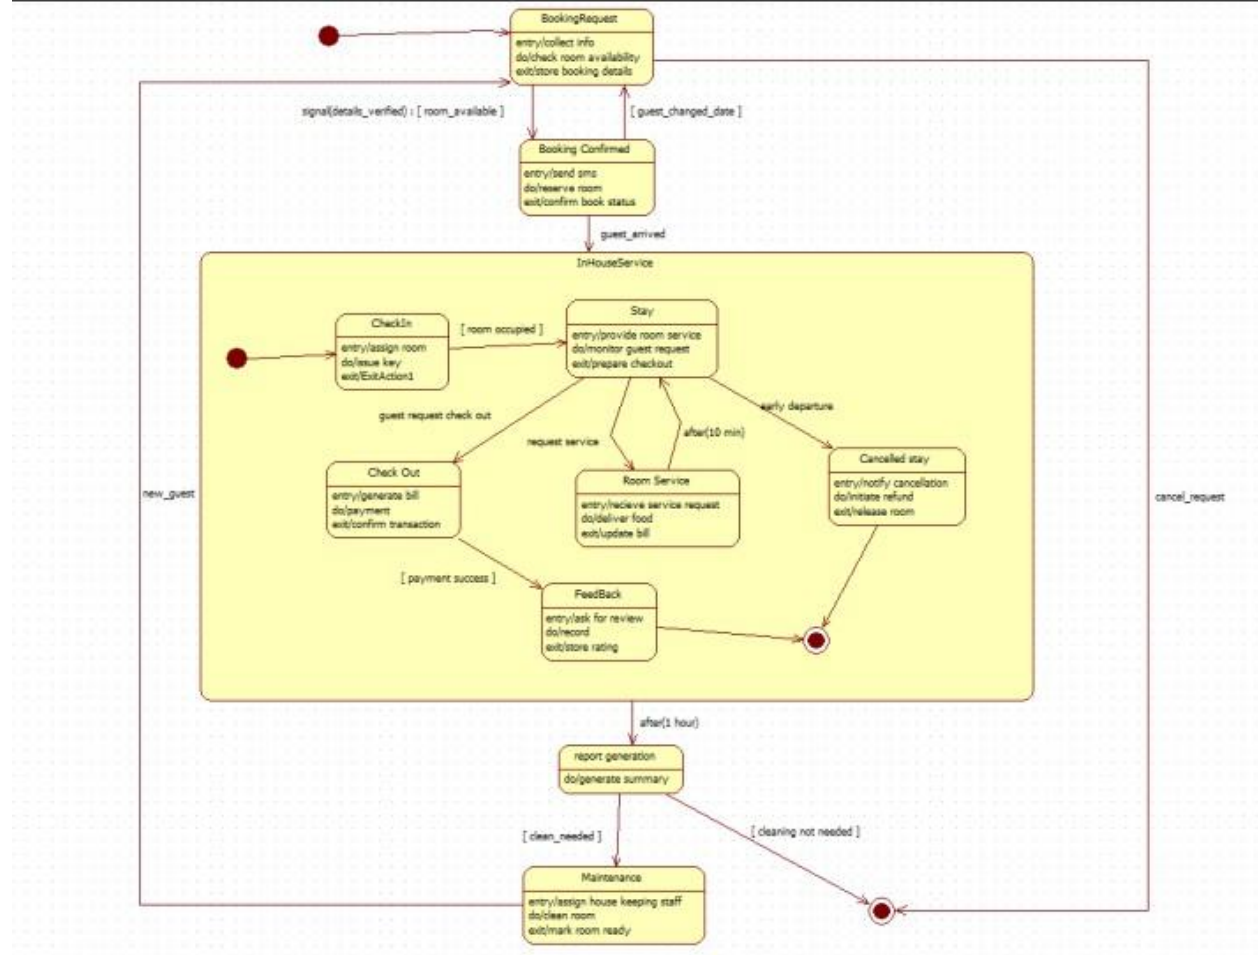 BookingRequest
entry/collect info
do/check room availability
exit/store booking details
signal(details_verified) : [ room_available ]
[ guest_changed_date ]
Booking Confirmed
entry/send sms
do/reserve room
exit/confirm book status
guest_arrived
InHouseService
CheckIn
entry/assign room
do/issue key
exit/ExitAction1
[ room occupied ]
Stay
entry/provide room service
do/monitor guest request
exit/prepare checkout
guest request check out
request service
after(10 min)
early departure
Check Out
entry/generate bill
do/payment
exit/confirm transaction
Room Service
entry/recieve service request
do/deliver food
exit/update bill
Cancelled stay
entry/notify cancellation
do/initiate refund
exit/release room
new_guest
cancel_request
[ payment success ]
FeedBack
entry/ask for review
do/record
exit/store rating
after(1 hour)
report generation
do/generate summary
[ clean_needed ]
[ cleaning not needed ]
Maintenance
entry/assign house keeping staff
do/clean room
exit/mark room ready